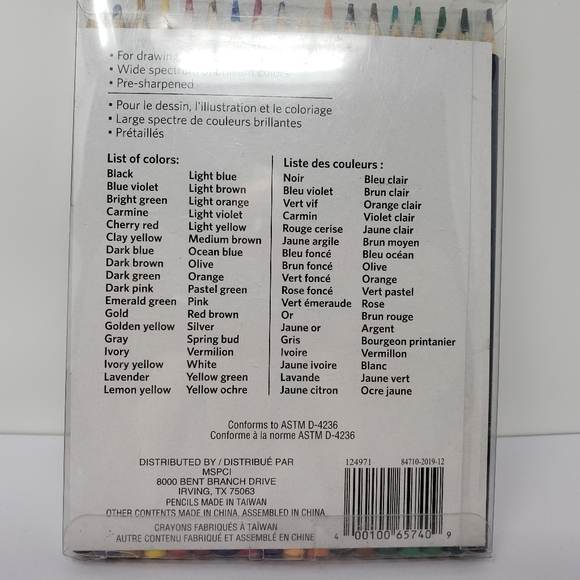 • For drawing,
• Wide spectrum of brilliant colors
• Pre-sharpened
• Pour le dessin, l'illustration et le coloriage
• Large spectre de couleurs brillantes
• Prétaillés
List of colors:
Black
Blue violet
Bright green
Carmine
Cherry red
Clay yellow
Dark blue
Dark brown
Dark green
Dark pink
Emerald green
Gold
Golden yellow
Gray
Ivory
Ivory yellow
Lavender
Lemon yellow
Light blue
Light brown
Light orange
Light violet
Light yellow
Medium brown
Ocean blue
Olive
Orange
Pastel green
Pink
Red brown
Silver
Spring bud
Vermilion
White
Yellow green
Yellow ochre
Liste des couleurs :
Noir
Bleu violet
Vert vif
Carmin
Rouge cerise
Jaune argile
Bleu foncé
Brun foncé
Vert foncé
Rose foncé
Vert émeraude
Or
Jaune or
Gris
Ivoire
Jaune ivoire
Lavande
Jaune citron
Bleu clair
Brun clair
Orange clair
Violet clair
Jaune clair
Brun moyen
Bleu océan
Olive
Orange
Vert pastel
Rose
Brun rouge
Argent
Bourgeon printanier
Vermillon
Blanc
Jaune vert
Ocre jaune
Conforms to ASTM D-4236
Conforme à la norme ASTM D-4236
DISTRIBUTED BY / DISTRIBUÉ PAR
MSPCI
8000 BENT BRANCH DRIVE
IRVING, TX 75063
PENCILS MADE IN TAIWAN
OTHER CONTENTS MADE IN CHINA, ASSEMBLED IN CHINA
CRAYONS FABRIQUÉS À TAÏWAN
AUTRE CONTENU FABRIQUÉ ET ASSEMBLÉ EN CHINE
124971 84710-2019-12
4 00100 65740 9